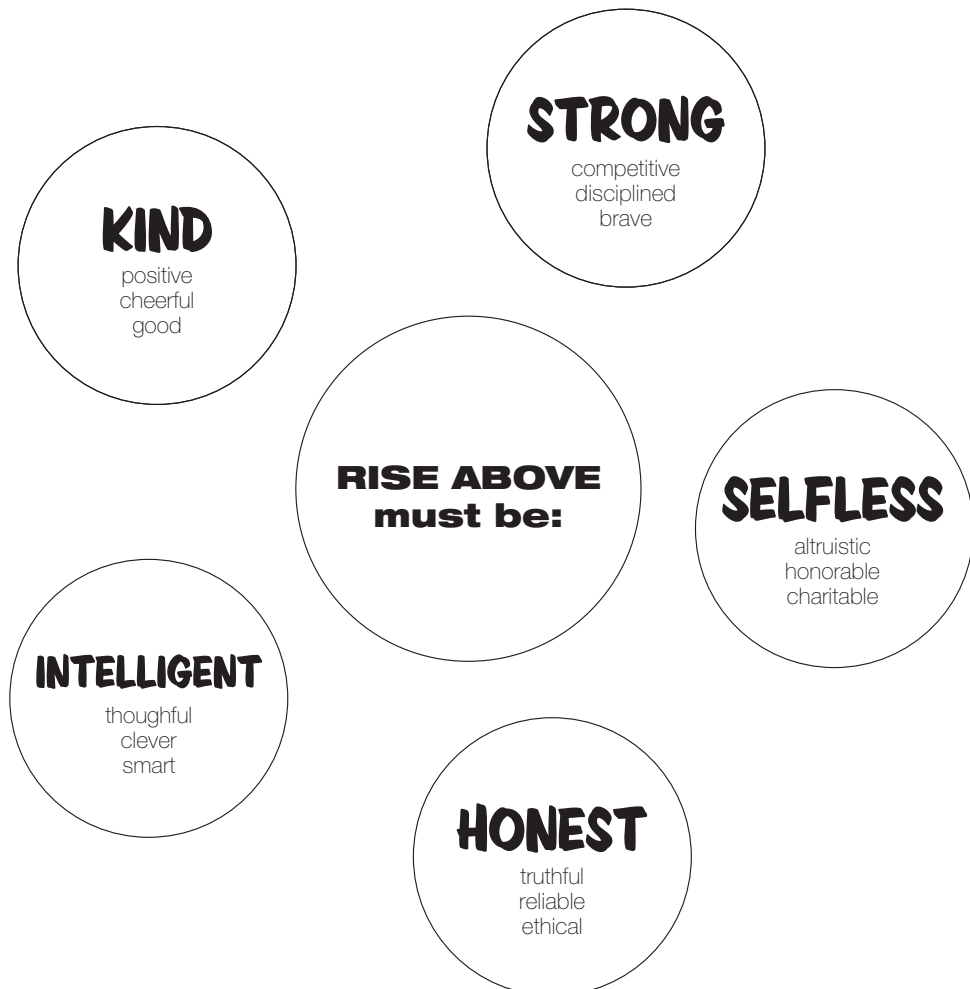 STRONG
competitive
disciplined
brave
KIND
positive
cheerful
good
RISE ABOVE
must be:
SELFLESS
altruistic
honorable
charitable
INTELLIGENT
thoughful
clever
smart
HONEST
truthful
reliable
ethical